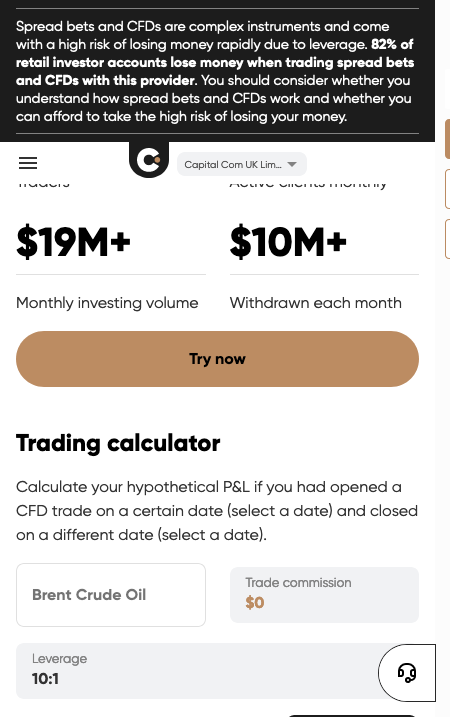 Spread bets and CFDs are complex instruments and come
with a high risk of losing money rapidly due to leverage. 82% of
retail investor accounts lose money when trading spread bets
and CFDs with this provider. You should consider whether you
understand how spread bets and CFDs work and whether you
can afford to take the high risk of losing your money.
Capital Com UK Lim...
Traders
Active clients monthly
$19M+
$10M+
Monthly investing volume
Withdrawn each month
Try now
Trading calculator
Calculate your hypothetical P&L if you had opened a
CFD trade on a certain date (select a date) and closed
on a different date (select a date).
Brent Crude Oil
Trade commission
$0
Leverage
10:1